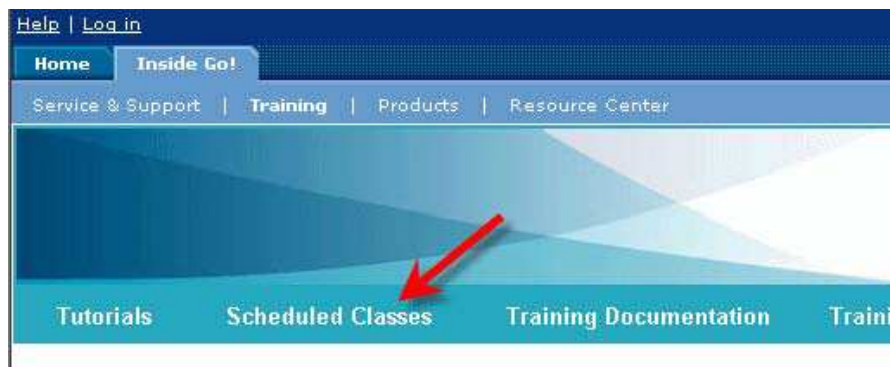 Help | Log in
Home Inside Go!
Service & Support | Training | Products | Resource Center
Tutorials Scheduled Classes Training Documentation